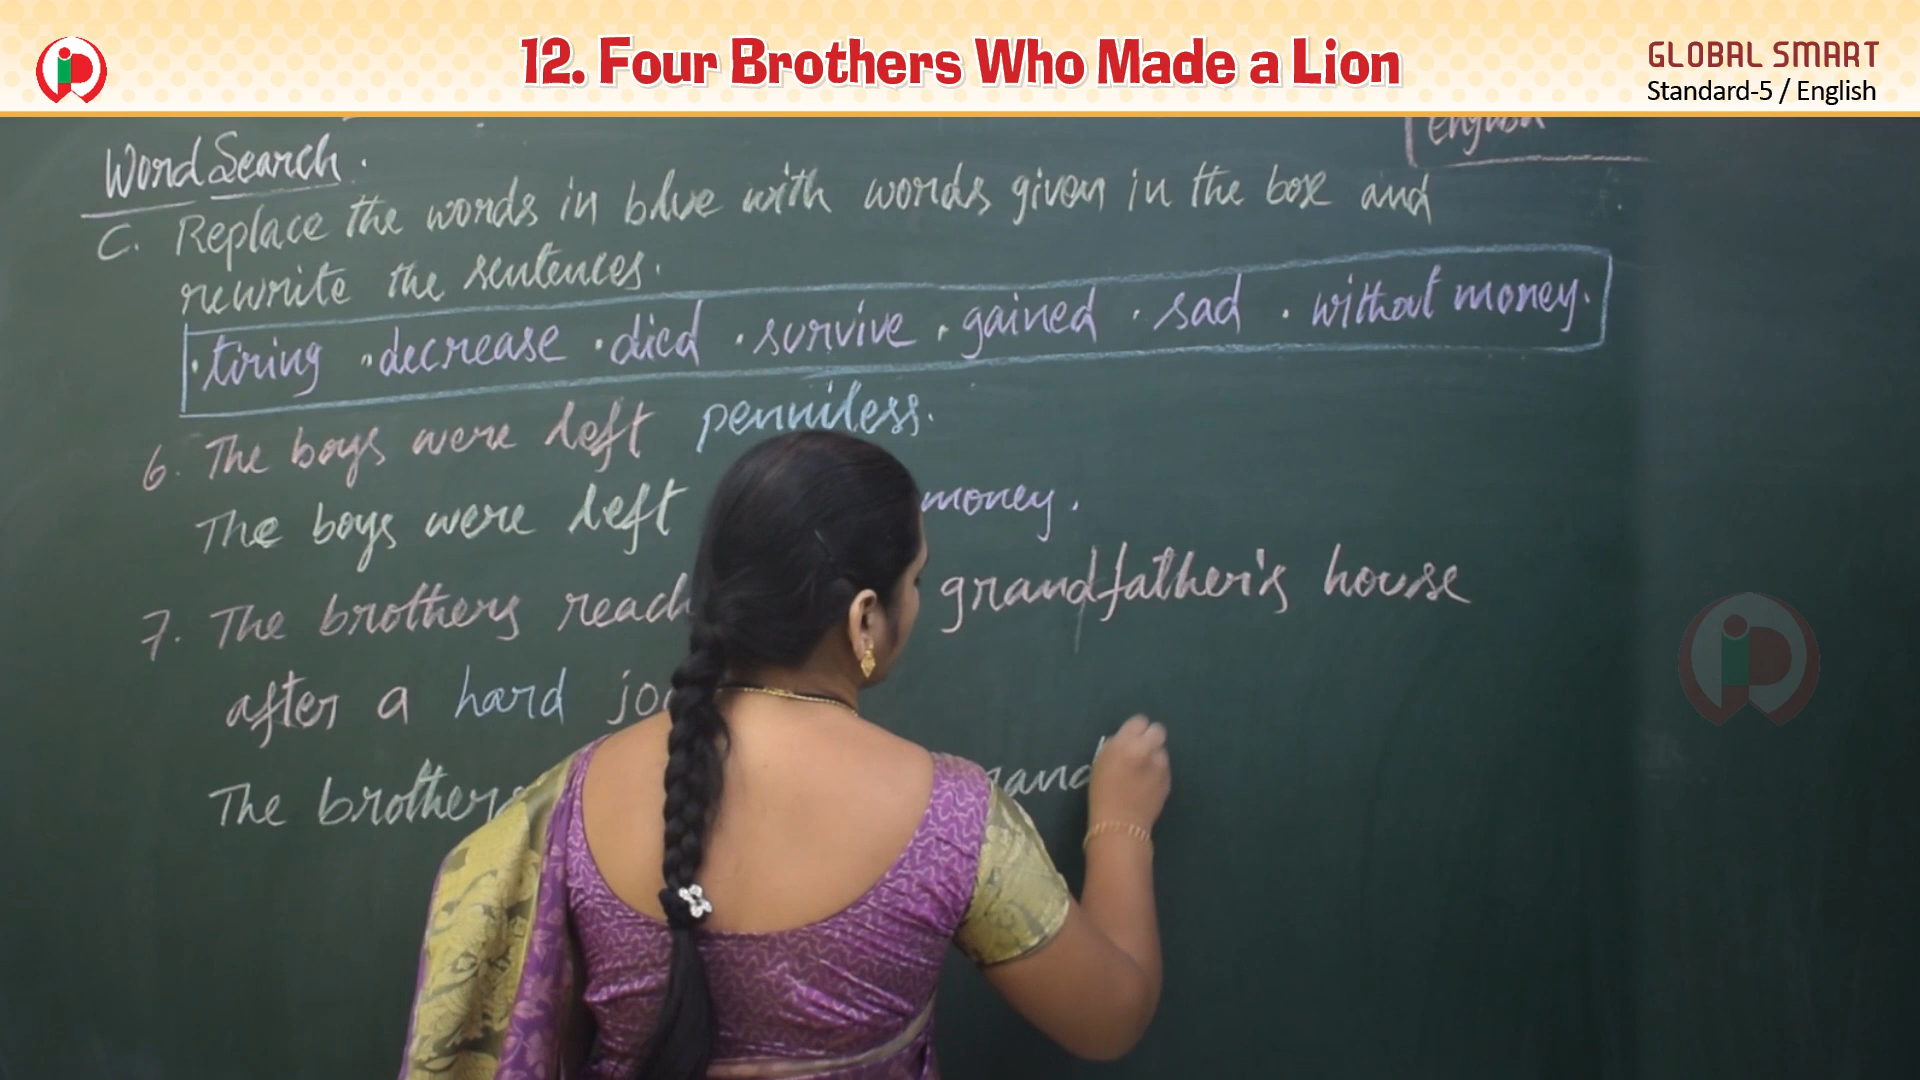 12. Four Brothers Who Made a Lion
GLOBAL SMART
Standard-5 / English
English
Word Search.
C. Replace the words in blue with words given in the box and
rewrite the sentences.
· tiring · decrease · died · survive · gained · sad · without money.
6. The boys were left penniless.
The boys were left money.
7. The brothers grandfather's house
after a hard
The brothers